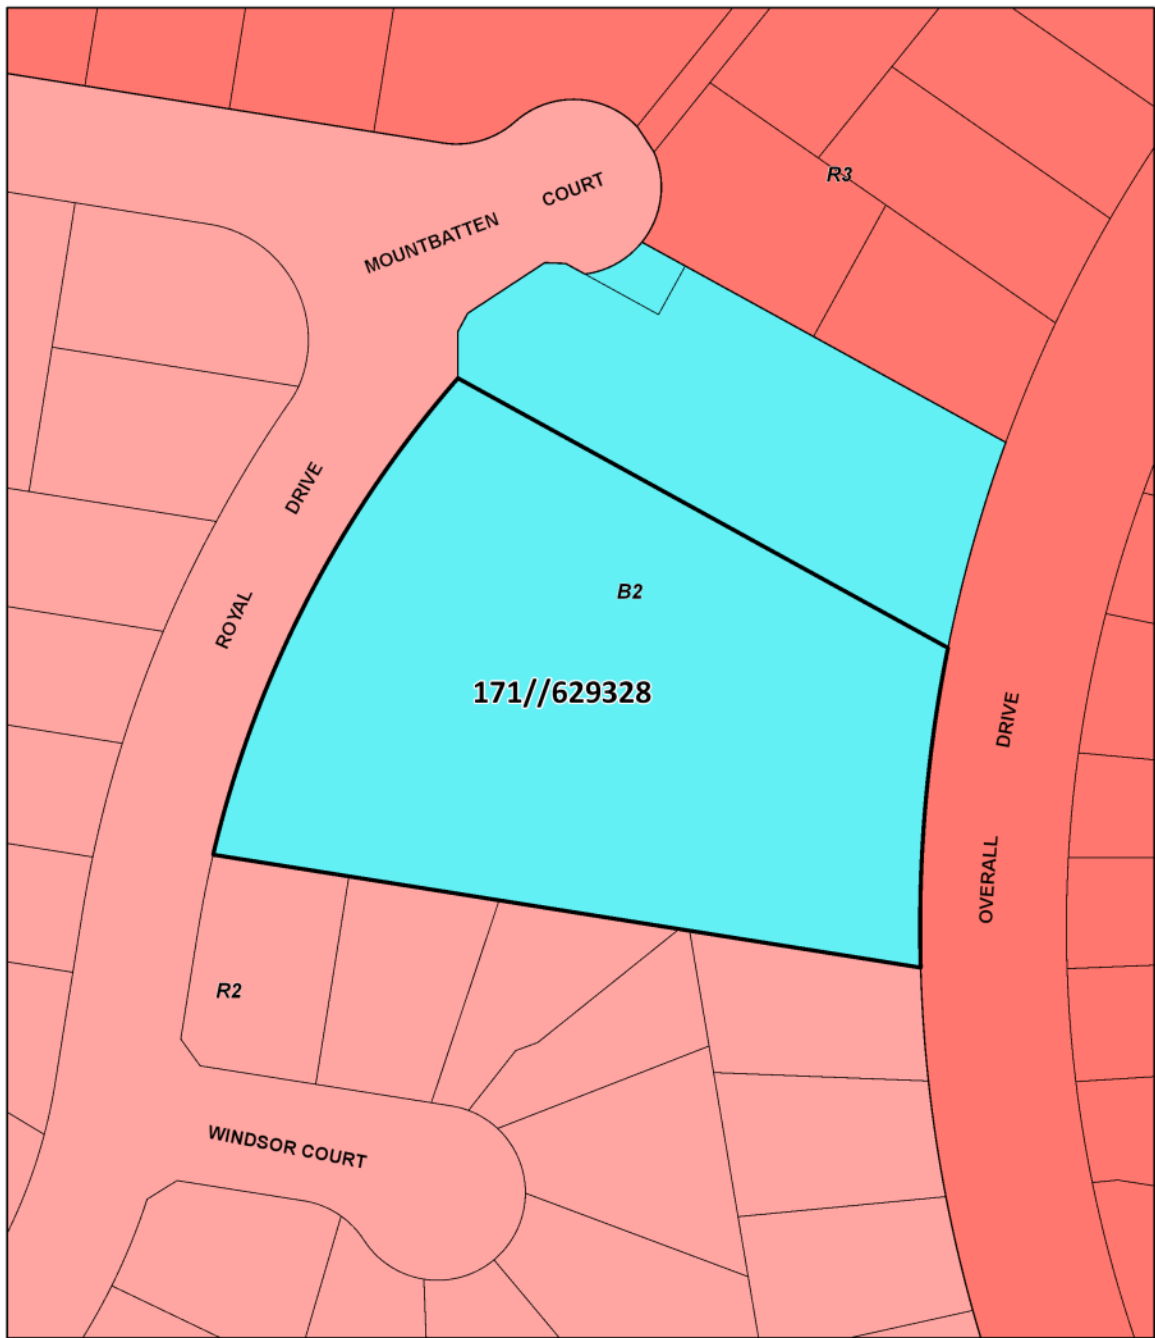 R3
MOUNTBATTEN COURT
ROYAL DRIVE
B2
171//629328
OVERALL DRIVE
R2
WINDSOR COURT